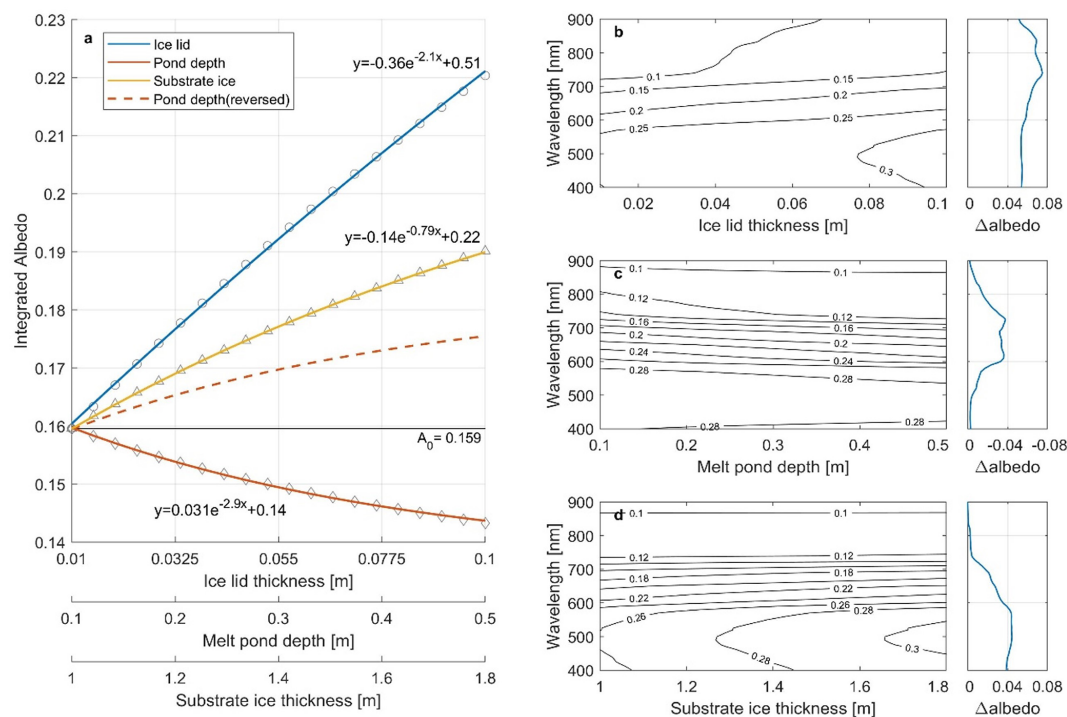 a
Ice lid
Pond depth
Substrate ice
Pond depth(reversed)
y=-0.36e^-2.1x+0.51
y=-0.14e^-0.79x+0.22
A_0= 0.159
y=0.031e^-2.9x+0.14
Integrated Albedo
0.23
0.22
0.21
0.2
0.19
0.18
0.17
0.16
0.15
0.14
0.01 0.0325 0.055 0.0775 0.1
Ice lid thickness [m]
0.1 0.2 0.3 0.4 0.5
Melt pond depth [m]
1 1.2 1.4 1.6 1.8
Substrate ice thickness [m]
b
Wavelength [nm]
900
800
700
600
500
400
0.1
0.15 0.15
0.2 0.2
0.25 0.25
0.3
0.02 0.04 0.06 0.08 0.1
Ice lid thickness [m]
0 0.04 0.08
Δalbedo
c
Wavelength [nm]
900
800
700
600
500
400
0.1 0.1
0.12 0.12
0.16 0.16
0.2 0.2
0.24 0.24
0.28 0.28
0.28 0.28
0.1 0.2 0.3 0.4 0.5
Melt pond depth [m]
0 -0.04 -0.08
Δalbedo
d
Wavelength [nm]
900
800
700
600
500
400
0.1 0.1
0.12 0.12
0.18 0.18
0.22 0.22
0.26 0.26
0.28
0.28
0.3
1 1.2 1.4 1.6 1.8
Substrate ice thickness [m]
0 0.04 0.08
Δalbedo